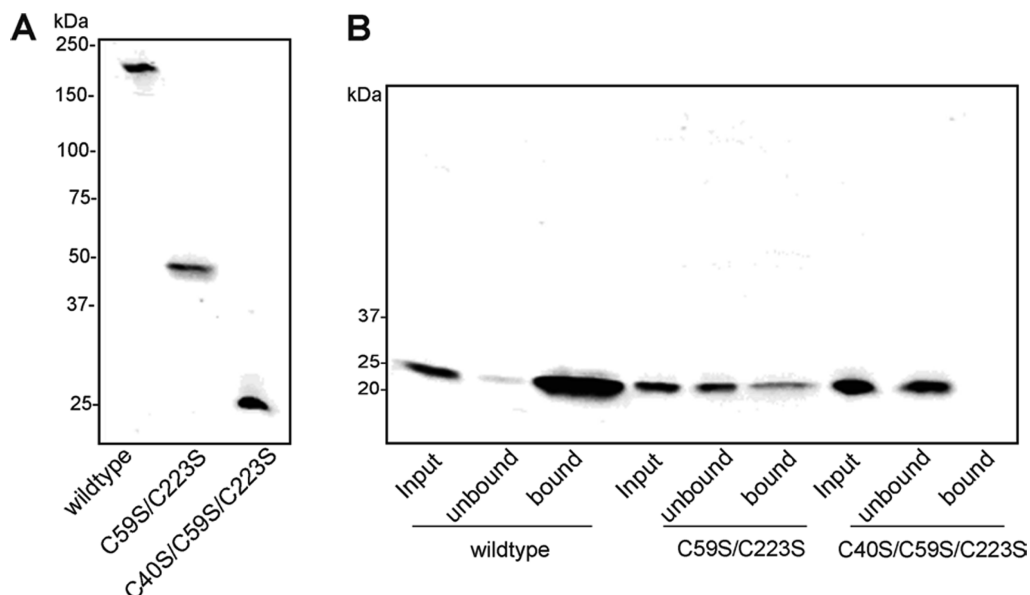 A
kDa
250-
150-
100-
75-
50-
37-
25-
wildtype
C59S/C223S
C40S/C59S/C223S
B
kDa
37-
25-
20-
Input
unbound
bound
Input
unbound
bound
Input
unbound
bound
wildtype
C59S/C223S
C40S/C59S/C223S